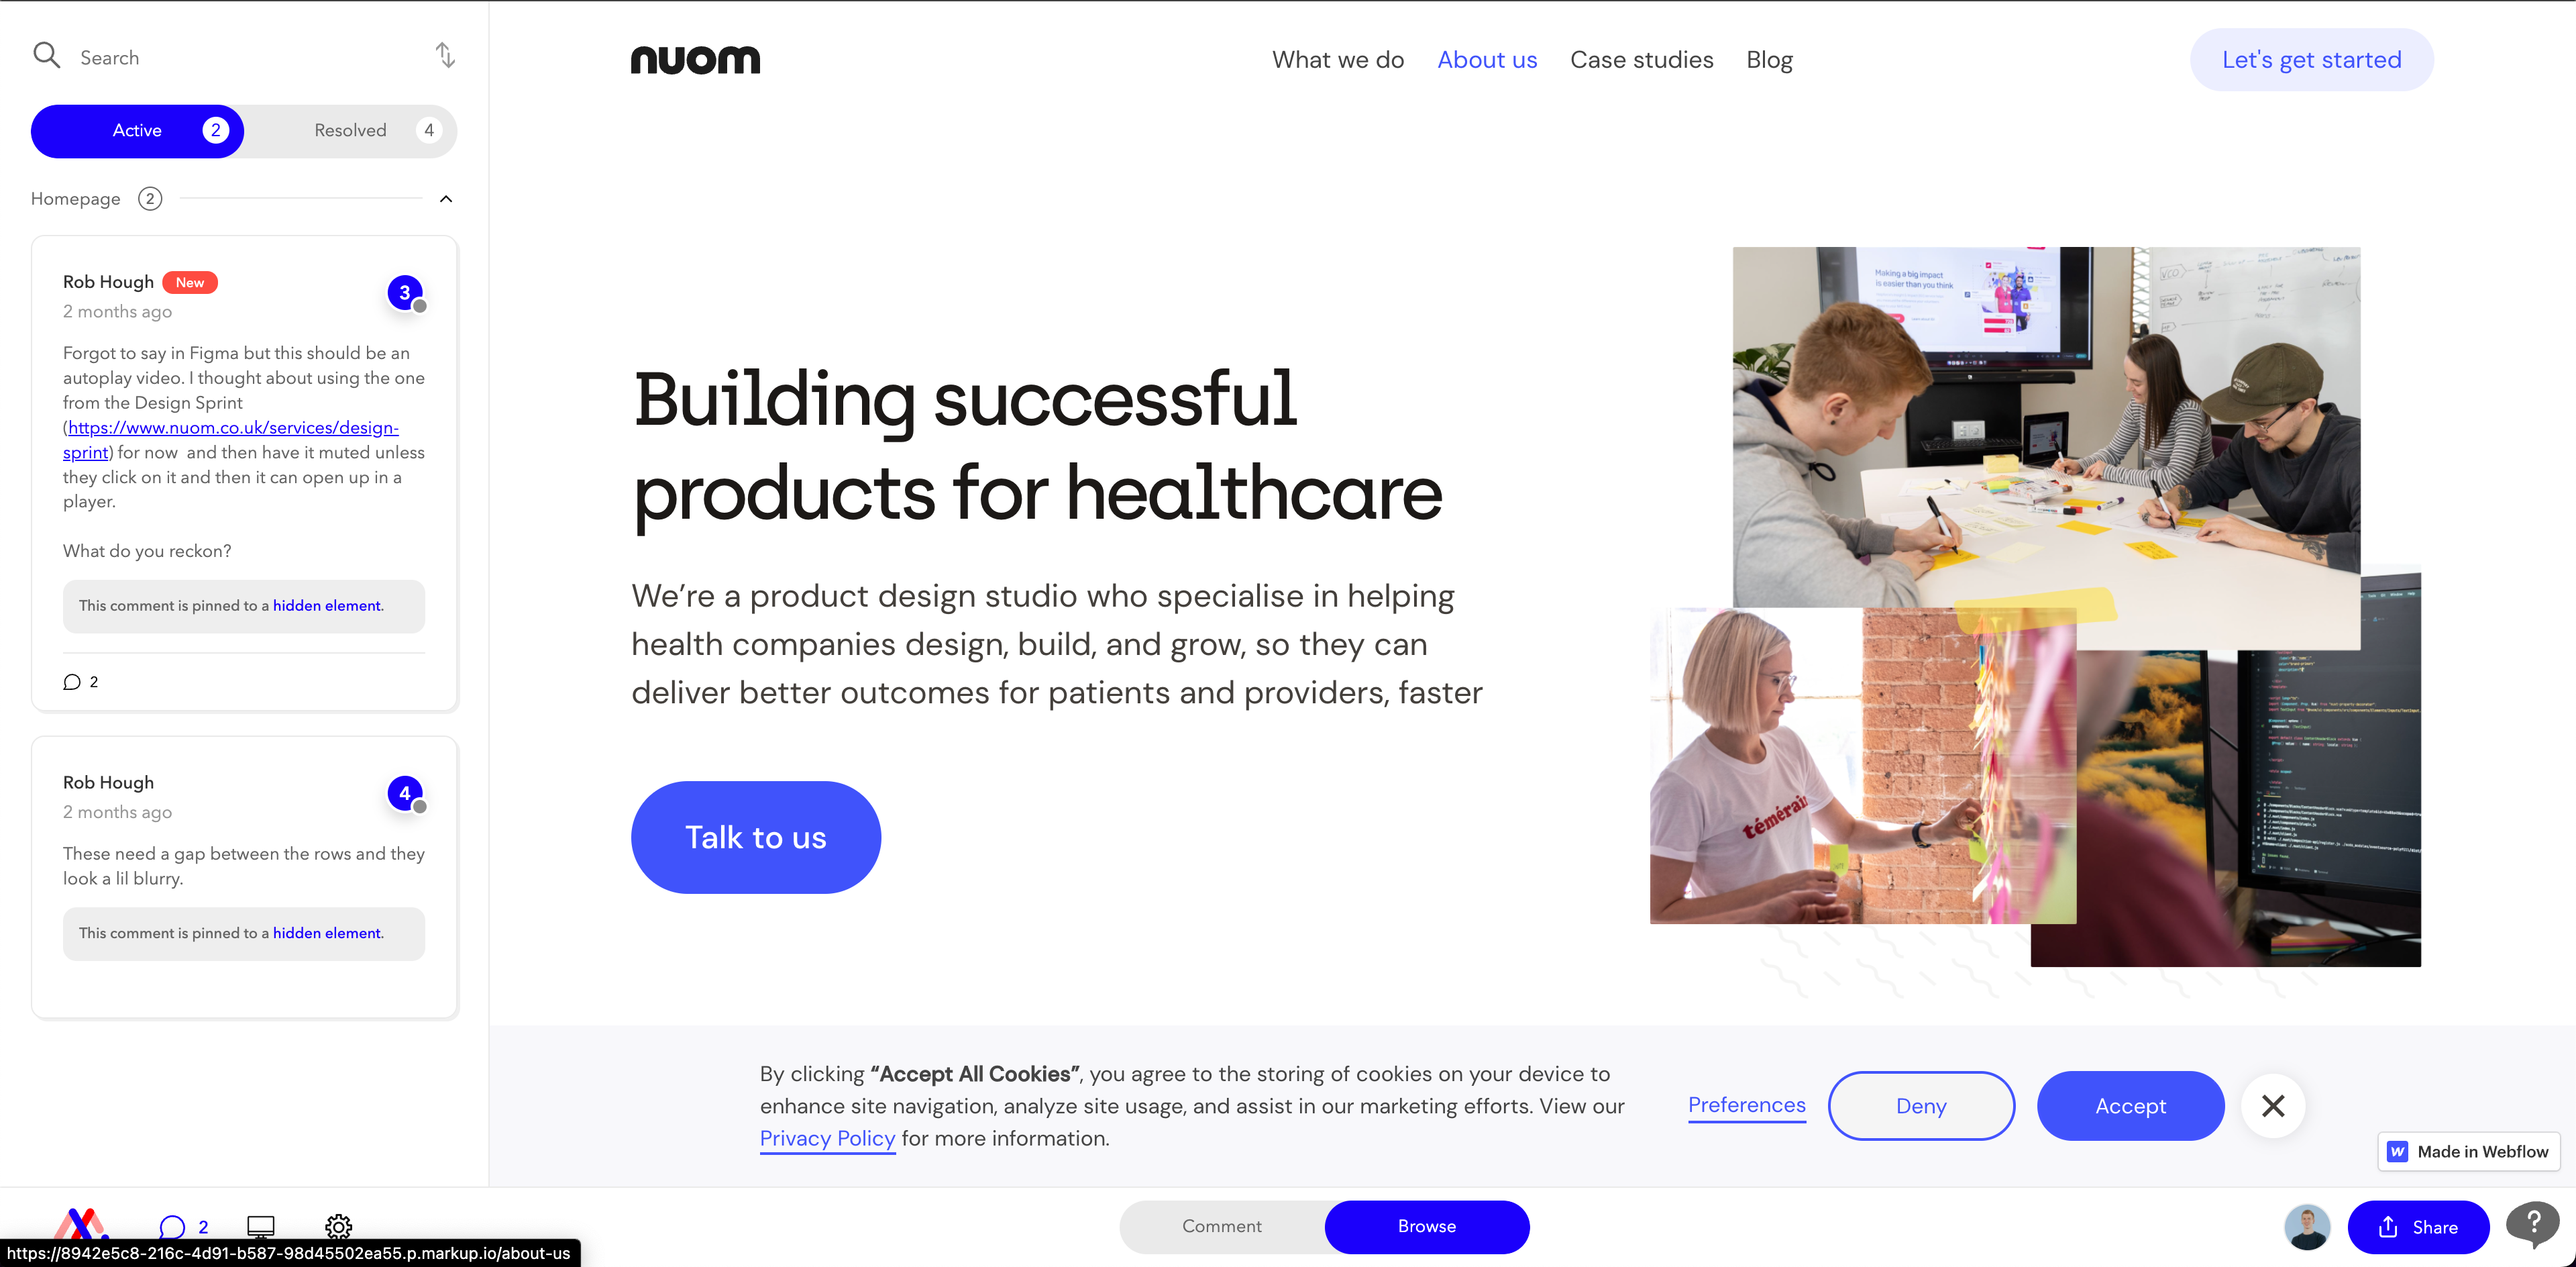 Search
Active 2
Resolved 4
Homepage 2
Rob Hough New
3
2 months ago
Forgot to say in Figma but this should be an
autoplay video. I thought about using the one
from the Design Sprint
(https://www.nuom.co.uk/services/design-
sprint) for now and then have it muted unless
they click on it and then it can open up in a
player.
What do you reckon?
This comment is pinned to a hidden element.
2
Rob Hough
4
2 months ago
These need a gap between the rows and they
look a lil blurry.
This comment is pinned to a hidden element.
nuom
What we do About us Case studies Blog
Let's get started
Building successful
products for healthcare
We’re a product design studio who specialise in helping
health companies design, build, and grow, so they can
deliver better outcomes for patients and providers, faster
Talk to us
Making a big impact
is easier than you think
témérair
By clicking “Accept All Cookies”, you agree to the storing of cookies on your device to
enhance site navigation, analyze site usage, and assist in our marketing efforts. View our
Privacy Policy for more information.
Preferences
Deny
Accept
W Made in Webflow
2
Comment
Browse
Share
?
https://8942e5c8-216c-4d91-b587-98d45502ea55.p.markup.io/about-us